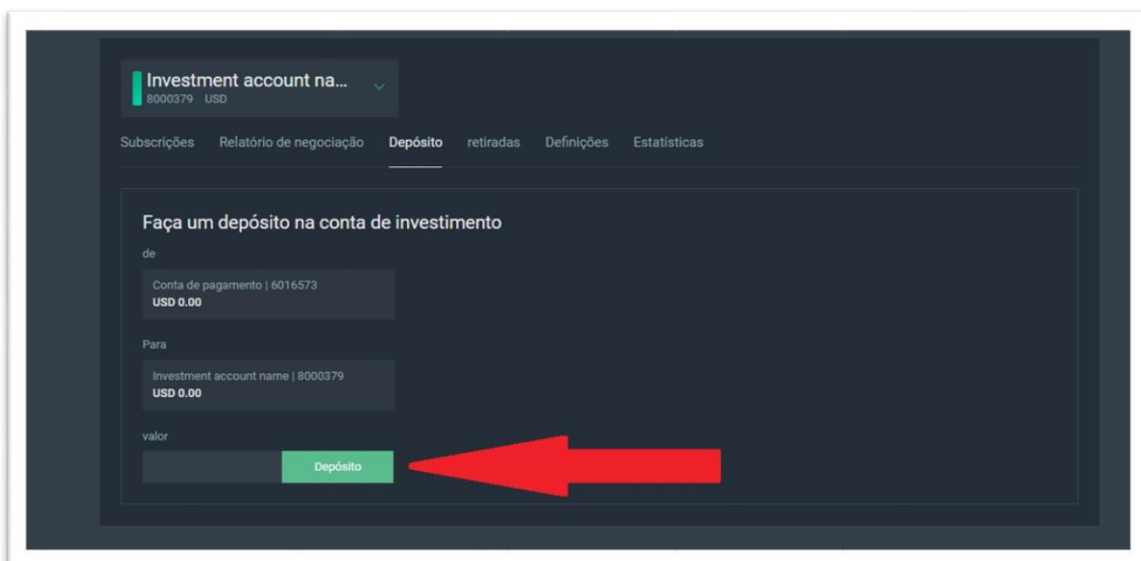 Investment account na...
8000379 USD
Subscrições Relatório de negociação Depósito retiradas Definições Estatísticas
Faça um depósito na conta de investimento
de
Conta de pagamento | 6016573
USD 0.00
Para
Investment account name | 8000379
USD 0.00
valor
Depósito